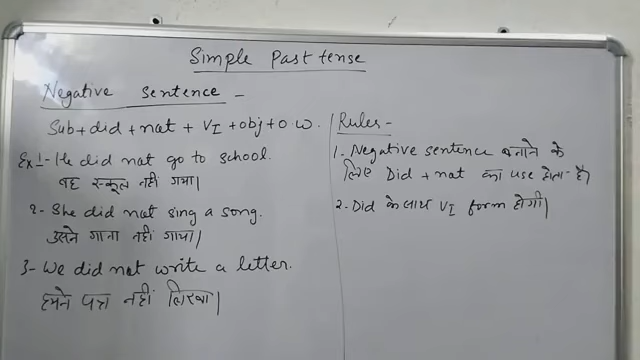 Simple Past tense
Negative sentence -
Sub + did + not + VI + obj + O.W.
Ex 1- He did not go to school.
वह स्कूल नहीं गया।
2- She did not sing a song.
उसने गाना नहीं गाया।
3- We did not write a letter.
हमने पत्र नहीं लिखा।
Rules -
1. Negative sentence बनाने के
लिए Did + not का use होता है।
2- Did के साथ VI form होगी।